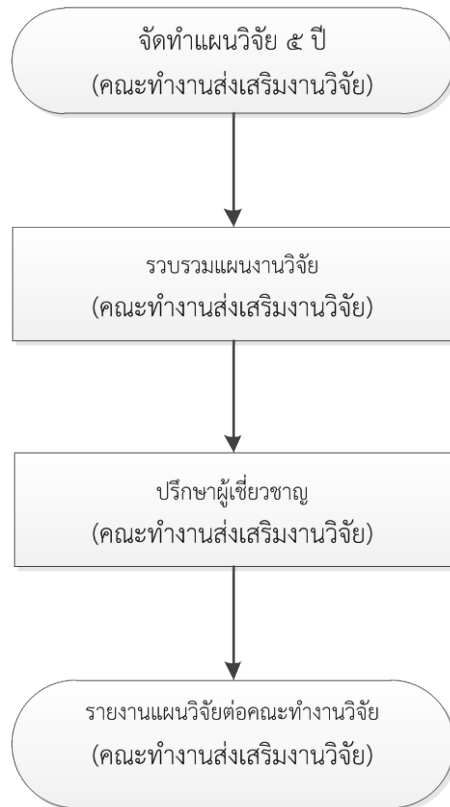 จัดทำแผนวิจัย ๕ ปี
(คณะทำงานส่งเสริมงานวิจัย)
รวบรวมแผนงานวิจัย
(คณะทำงานส่งเสริมงานวิจัย)
ปรึกษาผู้เชี่ยวชาญ
(คณะทำงานส่งเสริมงานวิจัย)
รายงานแผนวิจัยต่อคณะทำงานวิจัย
(คณะทำงานส่งเสริมงานวิจัย)